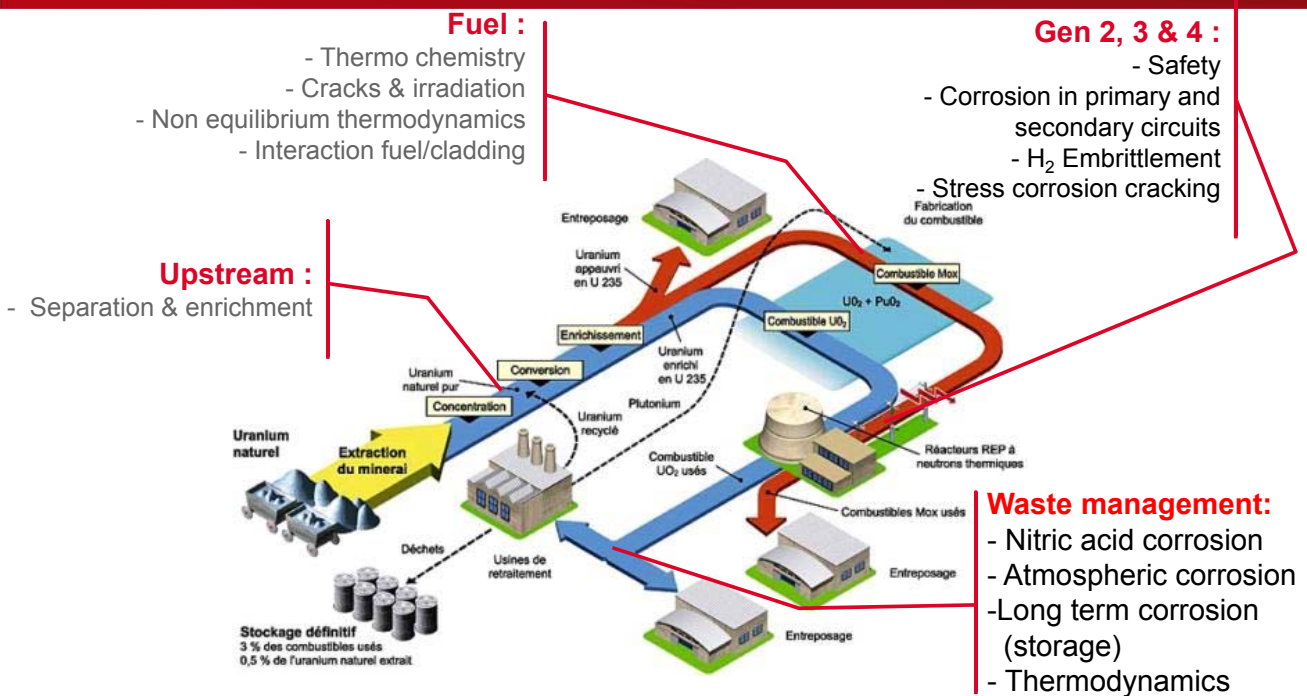 Fuel :
- Thermo chemistry
- Cracks & irradiation
- Non equilibrium thermodynamics
- Interaction fuel/cladding
Gen 2, 3 & 4 :
- Safety
- Corrosion in primary and
secondary circuits
- H₂ Embrittlement
- Stress corrosion cracking
Upstream :
- Separation & enrichment
Entreposage
Uranium
appauvri
en U 235
Fabrication
du combustible
Combustible Mox
U0₂ + Pu0₂
Combustible U0₂
Enrichissement
Uranium
enrichi
en U 235
Conversion
Uranium
naturel pur
Concentration
Plutonium
Uranium
recyclé
Uranium
naturel
Extraction
du minerai
Combustible
UO₂ usés
Réacteurs REP à
neutrons thermiques
Combustibles Mox usés
Déchets
Usines de
retraitement
Entreposage
Entreposage
Stockage définitif
3 % des combustibles usés
0,5 % de l'uranium naturel extrait
Waste management:
- Nitric acid corrosion
- Atmospheric corrosion
-Long term corrosion
(storage)
- Thermodynamics